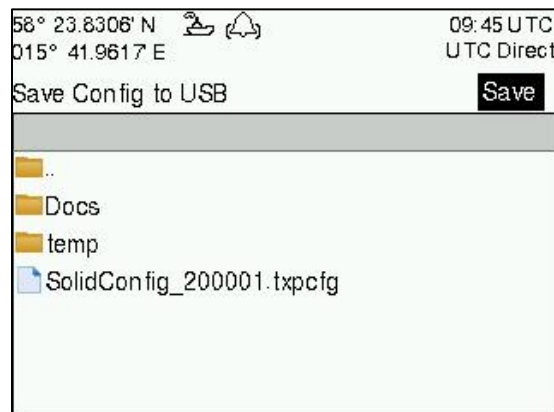 58° 23.8306' N
015° 41.9617' E
09:45 UTC
UTC Direct
Save Config to USB
Save
..
Docs
temp
SolidConfig_200001.txpcfg